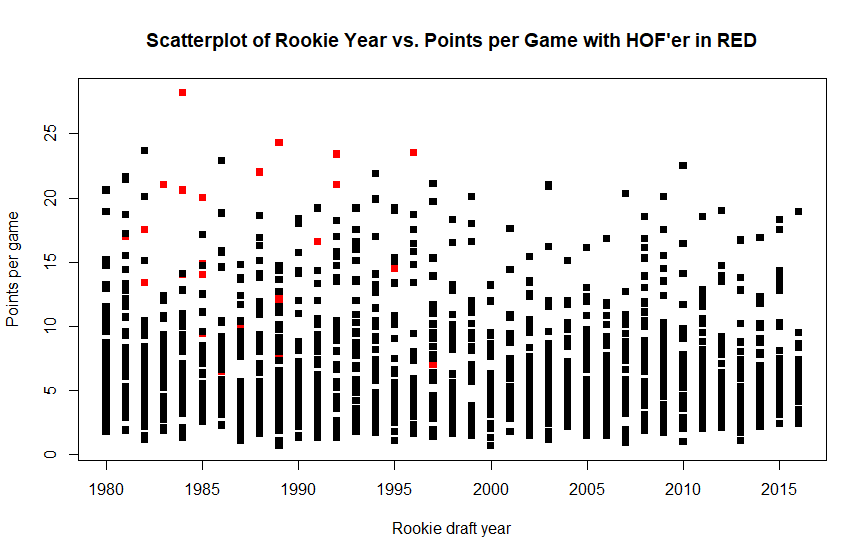 Scatterplot of Rookie Year vs. Points per Game with HOF'er in RED
Points per game
25
20
15
10
5
0
1980 1985 1990 1995 2000 2005 2010 2015
Rookie draft year